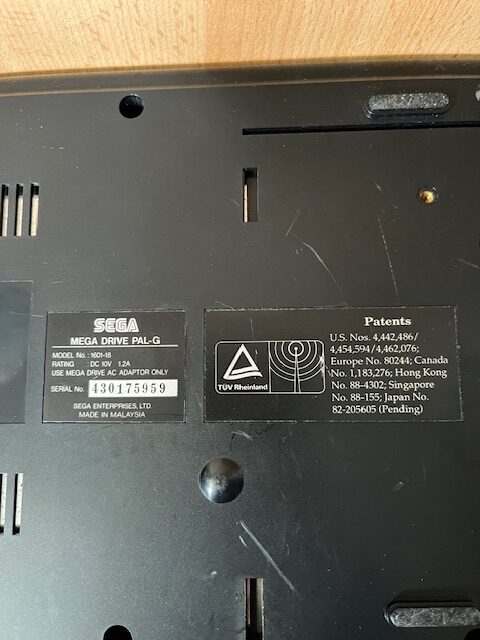 SEGA
MEGA DRIVE PAL-G
MODEL No. : 1601-18
RATING : DC 10V 1.2A
USE MEGA DRIVE AC ADAPTOR ONLY
SERIAL No. 430175959
SEGA ENTERPRISES, LTD
MADE IN MALAYSIA
TÜV Rheinland
Patents
U.S. Nos. 4,442,486/
4,454,594/4,462,076;
Europe No. 80244; Canada
No. 1,183,276; Hong Kong
No. 88-4302; Singapore
No. 88-155; Japan No.
82-205605 (Pending)